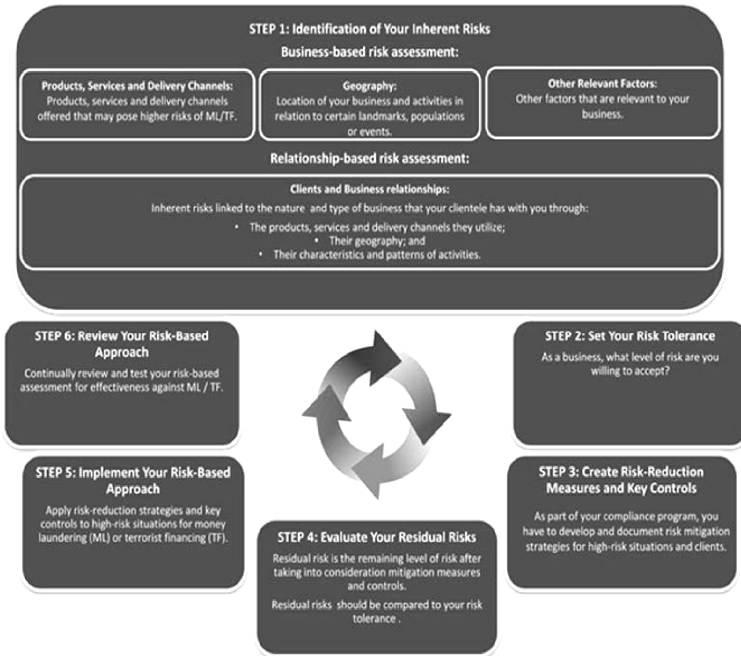 STEP 1: Identification of Your Inherent Risks
Business-based risk assessment:
Products, Services and Delivery Channels:
Products, services and delivery channels
offered that may pose higher risks of ML/TF.
Geography:
Location of your business and activities in
relation to certain landmarks, populations
or events.
Other Relevant Factors:
Other factors that are relevant to your
business.
Relationship-based risk assessment:
Clients and Business relationships:
Inherent risks linked to the nature and type of business that your clientele has with you through:
• The products, services and delivery channels they utilize;
• Their geography; and
• Their characteristics and patterns of activities.
STEP 2: Set Your Risk Tolerance
As a business, what level of risk are you
willing to accept?
STEP 3: Create Risk-Reduction
Measures and Key Controls
As part of your compliance program, you
have to develop and document risk mitigation
strategies for high-risk situations and clients.
STEP 4: Evaluate Your Residual Risks
Residual risk is the remaining level of risk after
taking into consideration mitigation measures
and controls.
Residual risks should be compared to your risk
tolerance .
STEP 5: Implement Your Risk-Based
Approach
Apply risk-reduction strategies and key
controls to high-risk situations for money
laundering (ML) or terrorist financing (TF).
STEP 6: Review Your Risk-Based
Approach
Continually review and test your risk-based
assessment for effectiveness against ML / TF.